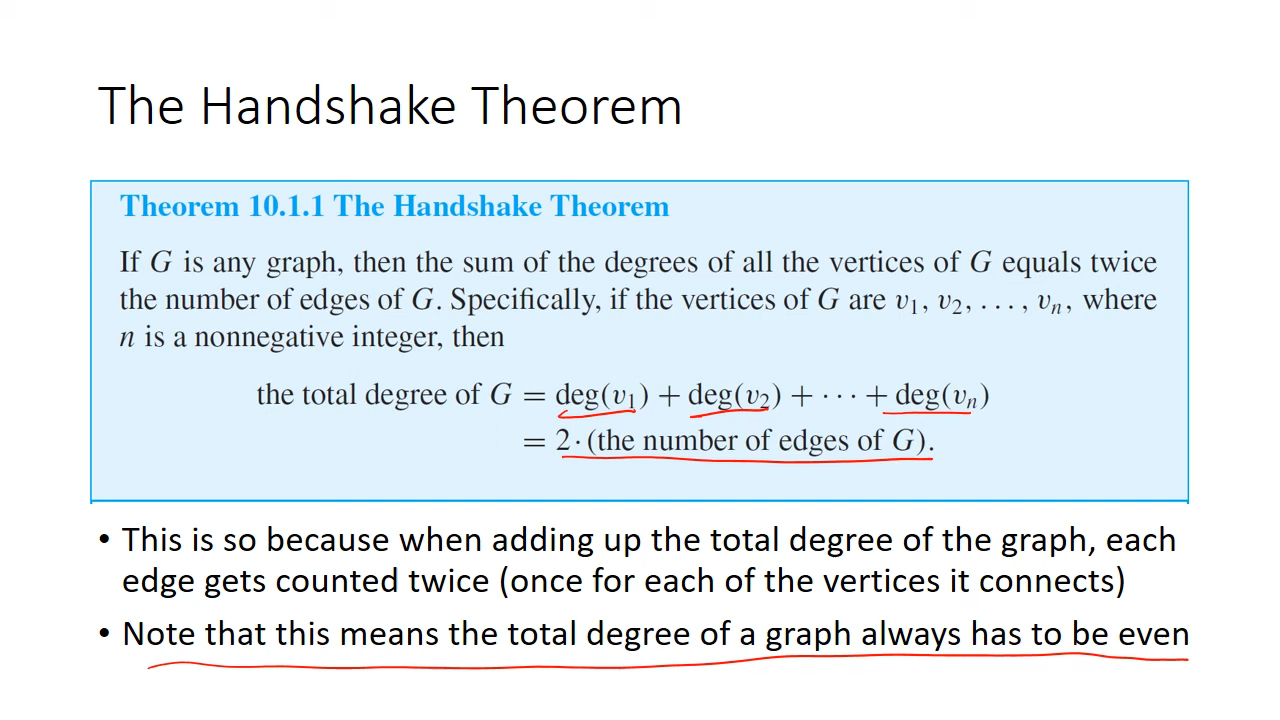 The Handshake Theorem
Theorem 10.1.1 The Handshake Theorem
If G is any graph, then the sum of the degrees of all the vertices of G equals twice
the number of edges of G. Specifically, if the vertices of G are v₁, v₂, . . . , vₙ, where
n is a nonnegative integer, then
the total degree of G = deg(v₁) + deg(v₂) + · · · + deg(vₙ)
= 2 · (the number of edges of G).
• This is so because when adding up the total degree of the graph, each
edge gets counted twice (once for each of the vertices it connects)
• Note that this means the total degree of a graph always has to be even